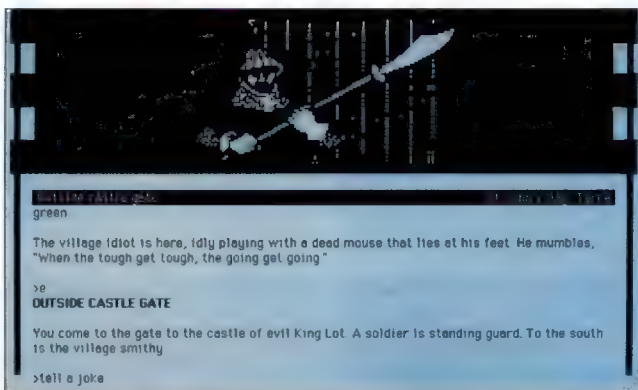 green
The village idiot is here, idly playing with a dead mouse that lies at his feet. He mumbles,
"When the tough get tough, the going get going"
>e
OUTSIDE CASTLE GATE
You come to the gate to the castle of evil King Lot. A soldier is standing guard. To the south
is the village smithy
>tell a joke